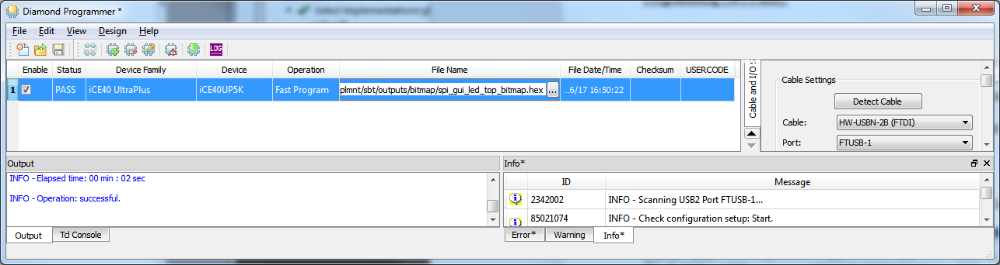 Diamond Programmer *
File Edit View Design Help
LOG
Enable Status Device Family Device Operation File Name File Date/Time Checksum USERCODE
1 PASS iCE40 UltraPlus iCE40UP5K Fast Program plmnt/sbt/outputs/bitmap/spi_gui_led_top_bitmap.hex ... ...6/17 16:50:22
Cable and I/O
Cable Settings
Detect Cable
Cable: HW-USBN-2B (FTDI)
Port: FTUSB-1
Output
INFO - Elapsed time: 00 min : 02 sec
INFO - Operation: successful.
Output Tcl Console
Info*
ID Message
2342002 INFO - Scanning USB2 Port FTUSB-1...
85021074 INFO - Check configuration setup: Start.
Error* Warning Info*